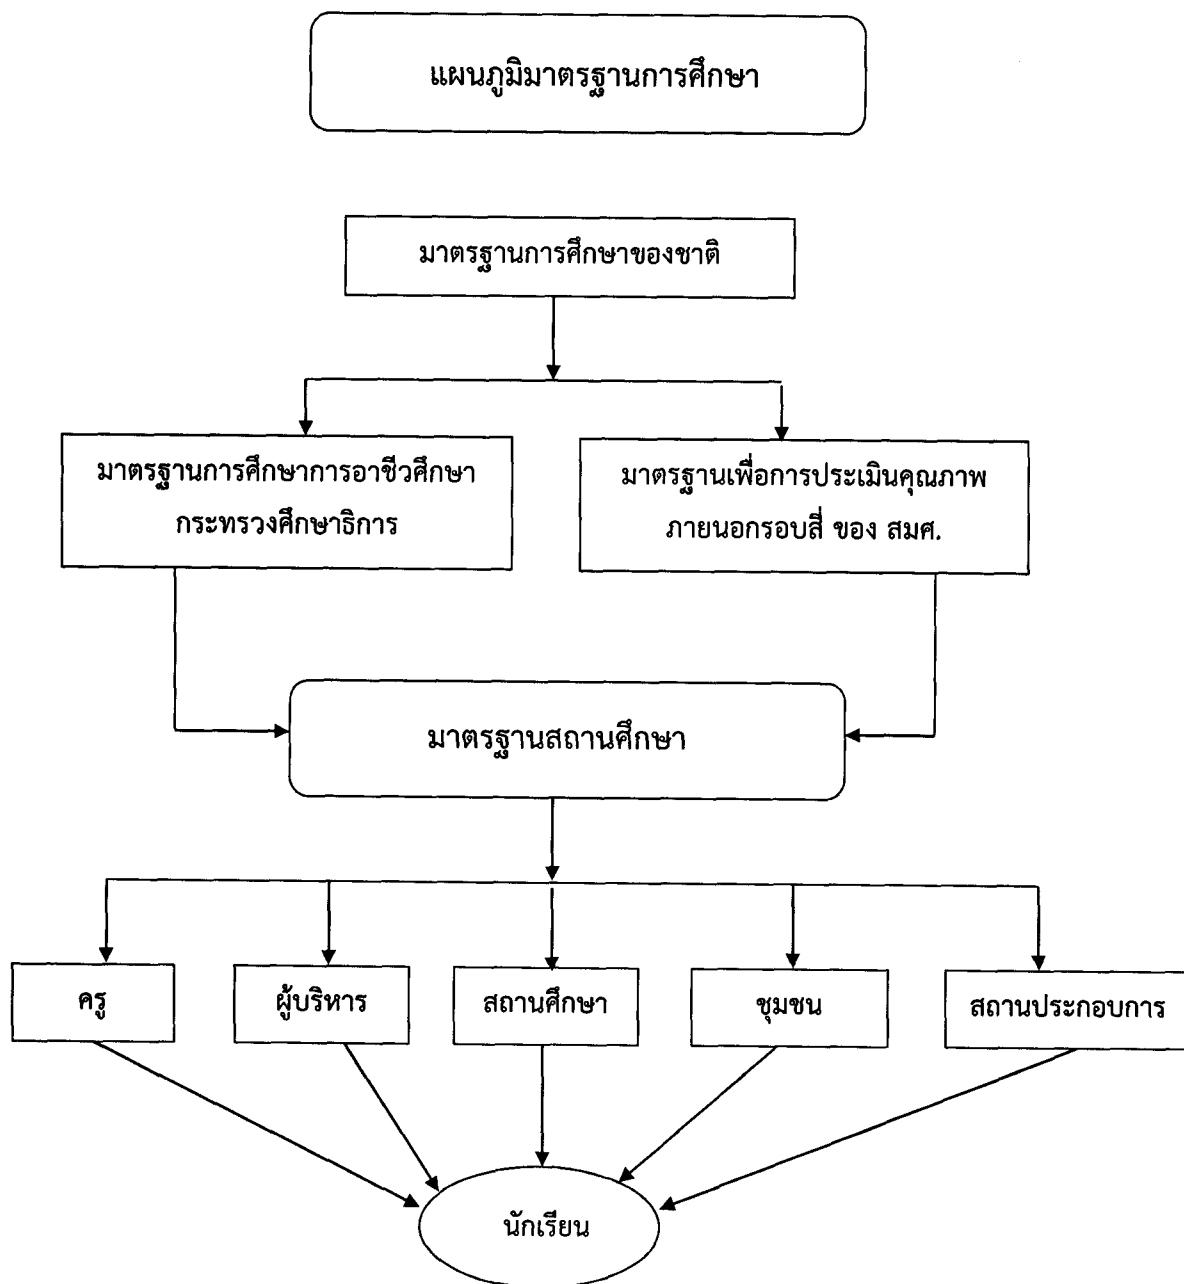 แผนภูมิมาตรฐานการศึกษา
มาตรฐานการศึกษาของชาติ
มาตรฐานการศึกษาการอาชีวศึกษา
กระทรวงศึกษาธิการ
มาตรฐานเพื่อการประเมินคุณภาพ
ภายนอกรอบสี่ ของ สมศ.
มาตรฐานสถานศึกษา
ครู
ผู้บริหาร
สถานศึกษา
ชุมชน
สถานประกอบการ
นักเรียน